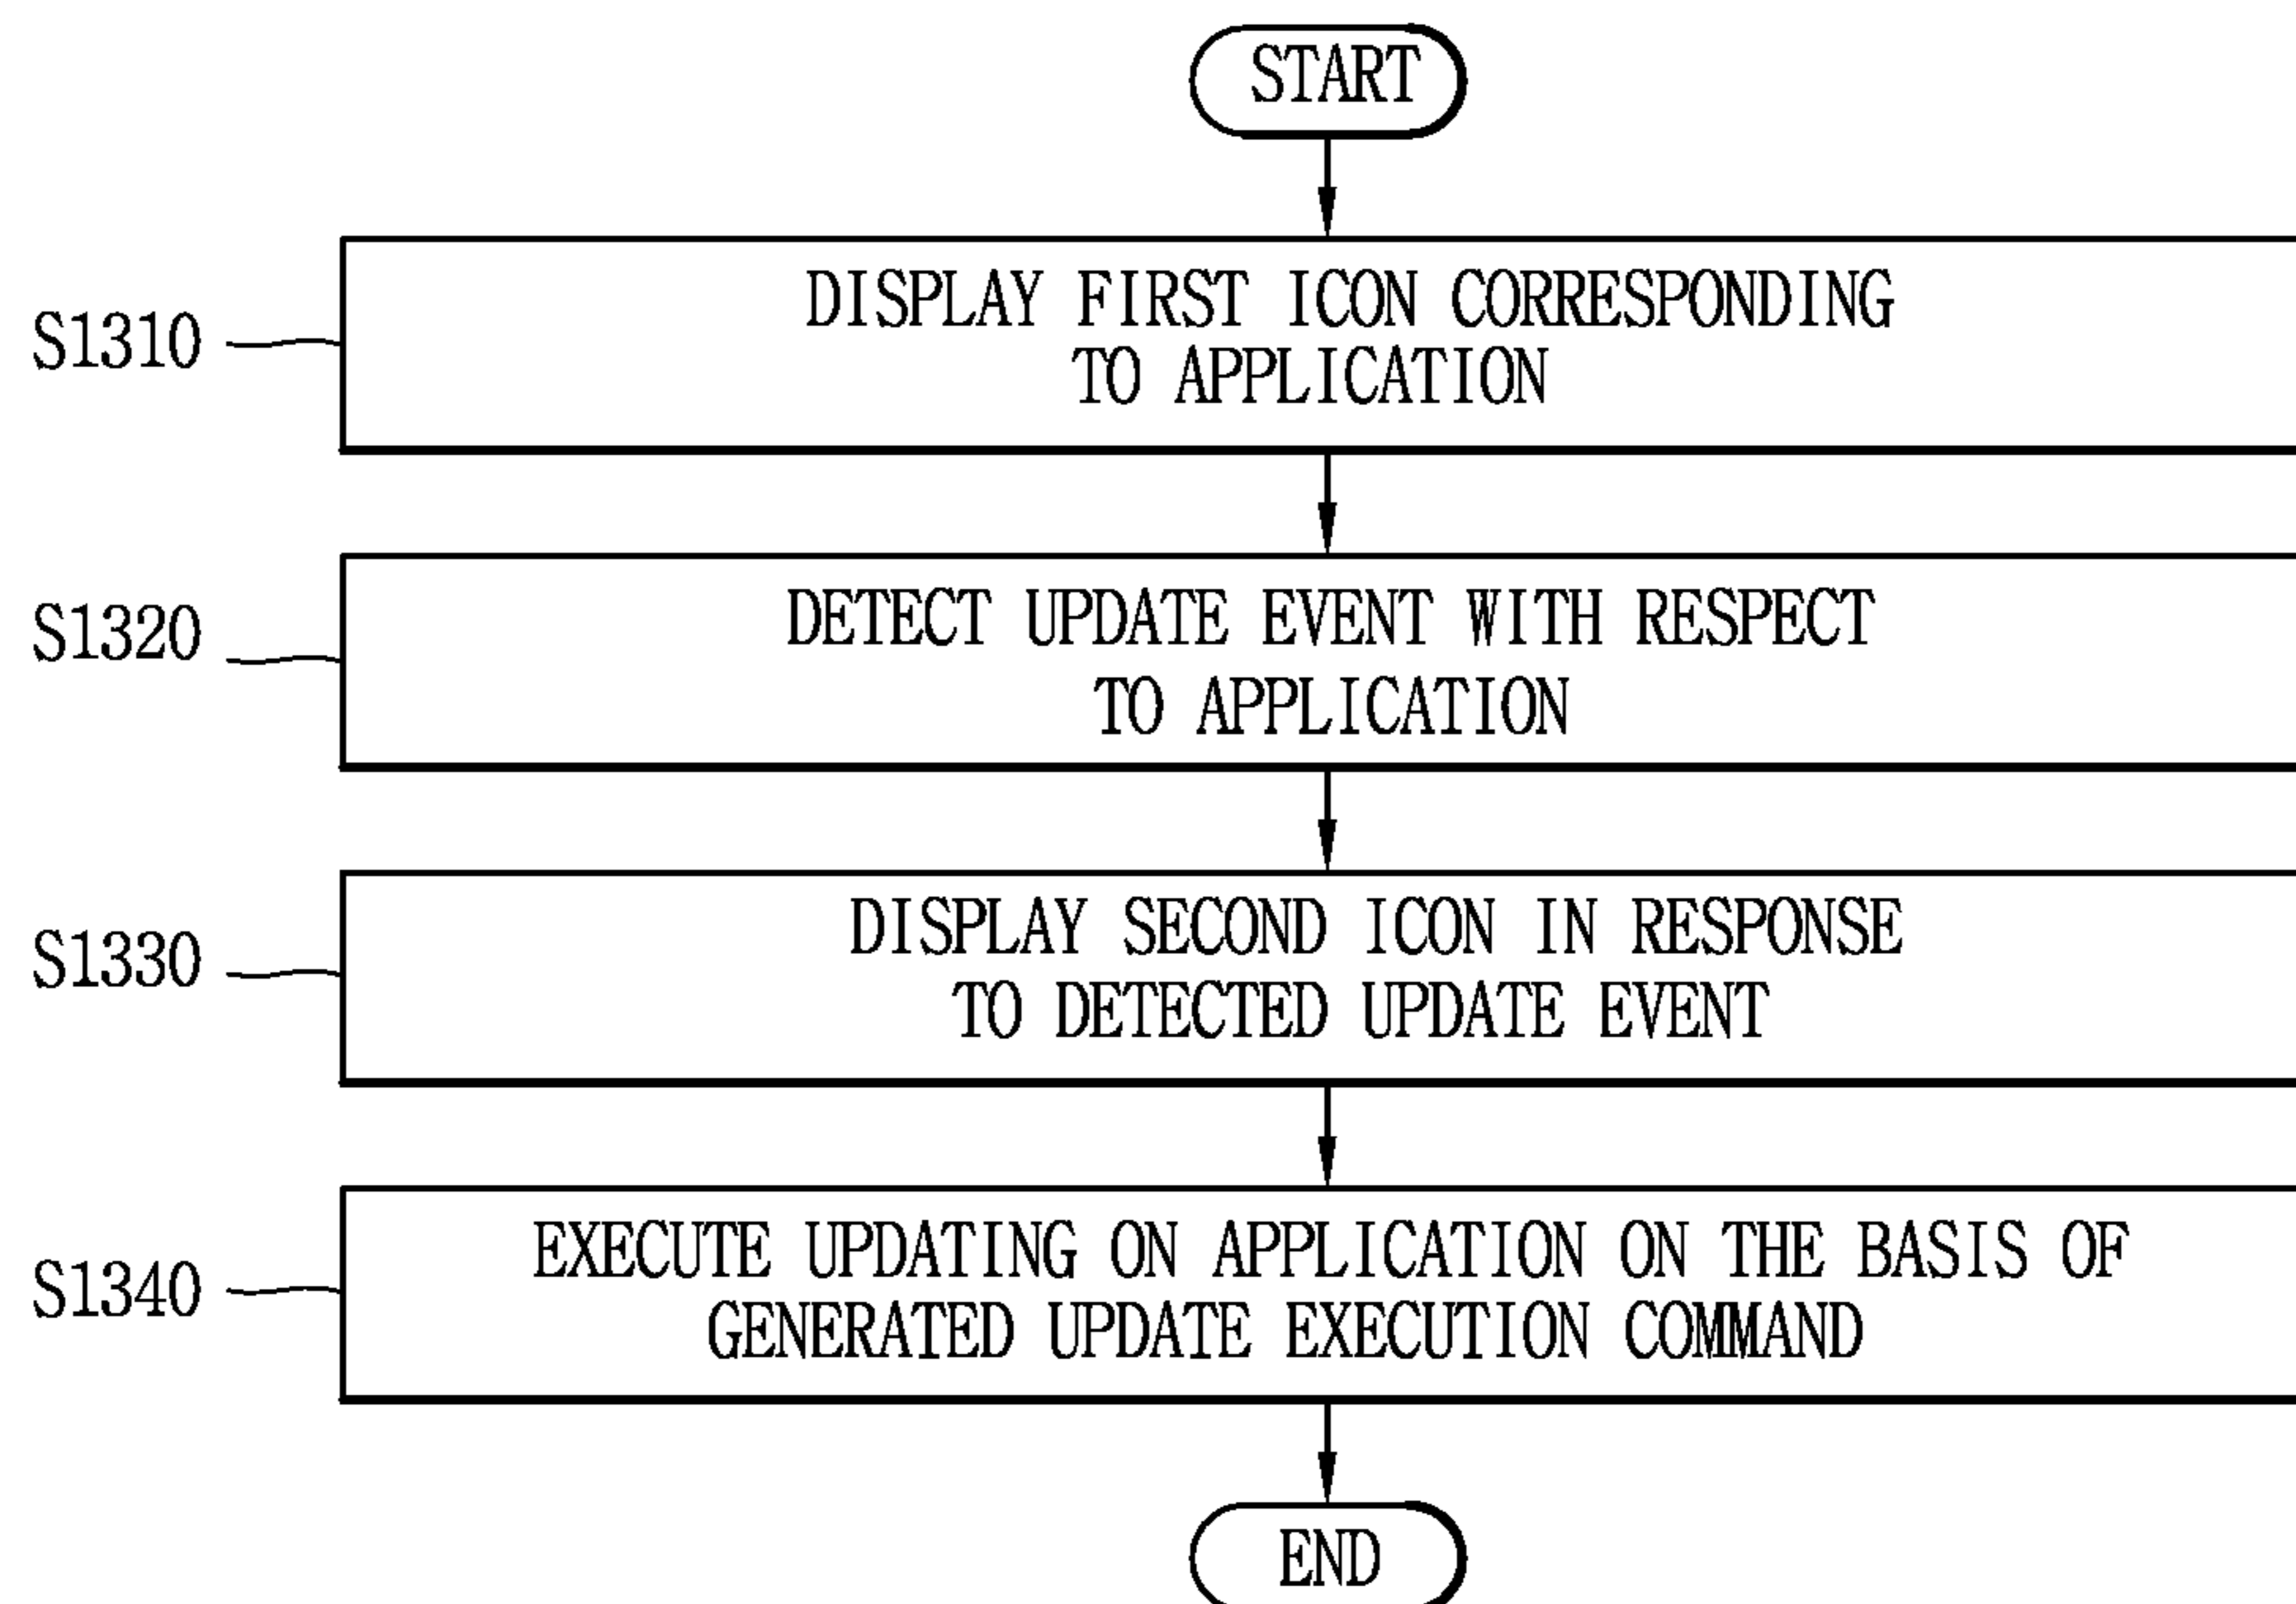 START
S1310
DISPLAY FIRST ICON CORRESPONDING
TO APPLICATION
S1320
DETECT UPDATE EVENT WITH RESPECT
TO APPLICATION
S1330
DISPLAY SECOND ICON IN RESPONSE
TO DETECTED UPDATE EVENT
S1340
EXECUTE UPDATING ON APPLICATION ON THE BASIS OF
GENERATED UPDATE EXECUTION COMMAND
END